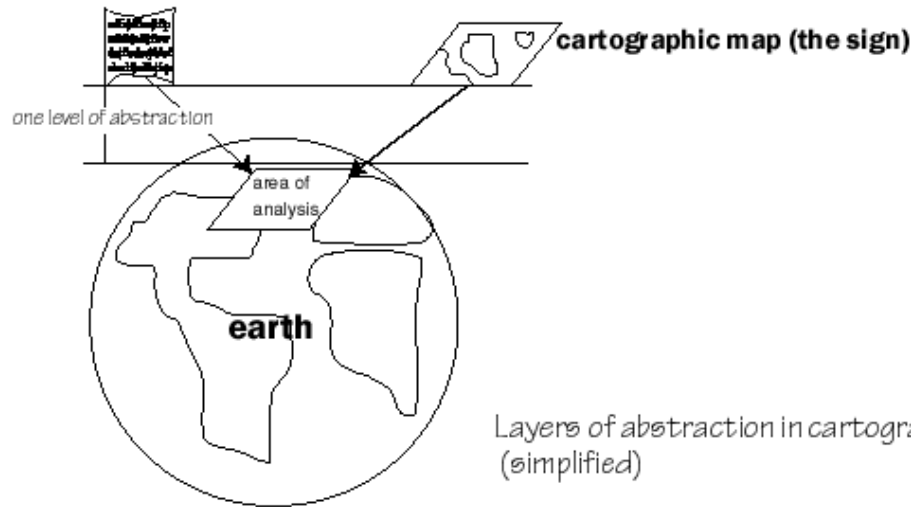 cartographic map (the sign)
one level of abstraction
area of
analysis
earth
Layers of abstraction in cartogra
(simplified)